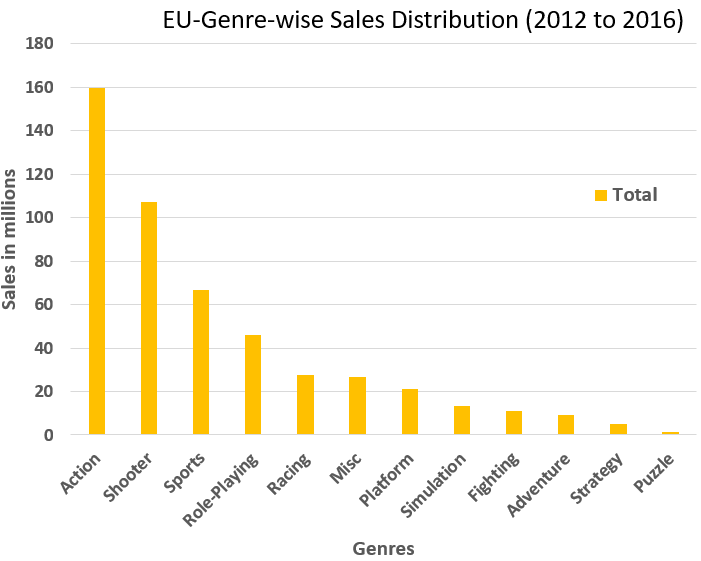 EU-Genre-wise Sales Distribution (2012 to 2016)
180
160
140
120
100
80
60
40
20
0
Sales in millions
Total
Action
Shooter
Sports
Role-Playing
Racing
Misc
Platform
Simulation
Fighting
Adventure
Strategy
Puzzle
Genres